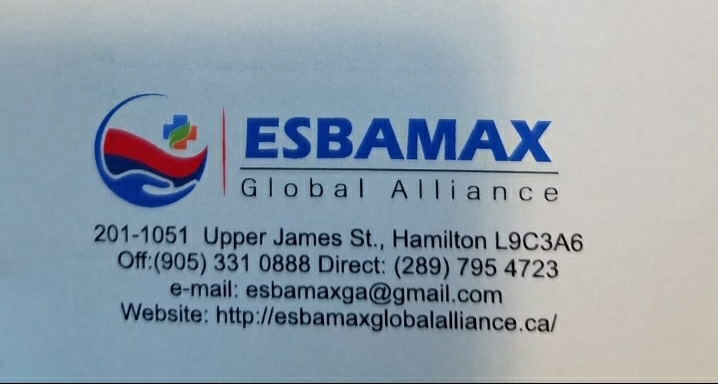 ESBAMAX
Global Alliance
201-1051 Upper James St., Hamilton L9C3A6
Off:(905) 331 0888 Direct: (289) 795 4723
e-mail: esbamaxga@gmail.com
Website: http://esbamaxglobalalliance.ca/